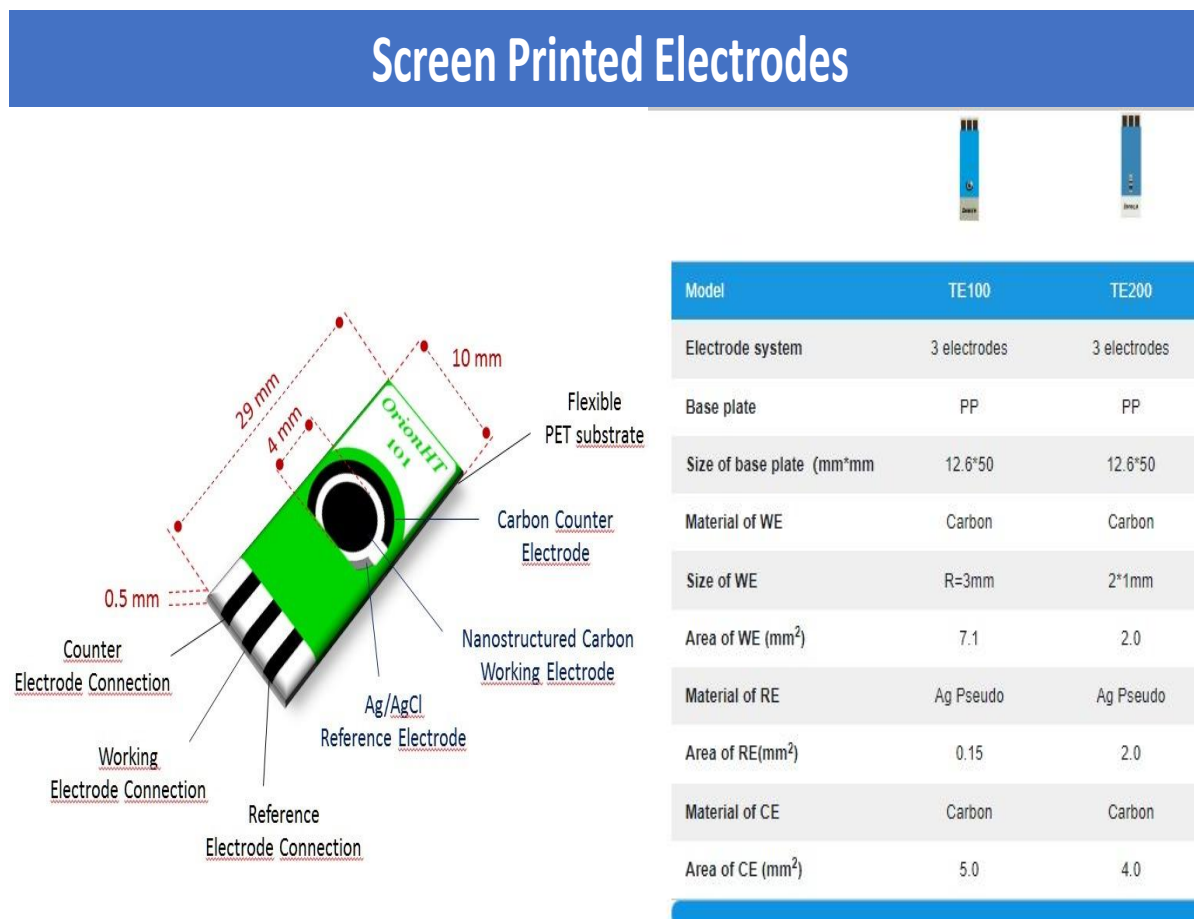 Screen Printed Electrodes
29 mm
10 mm
4 mm
Flexible
PET substrate
OrionHT
101
Carbon Counter
Electrode
0.5 mm
Counter
Electrode Connection
Nanostructured Carbon
Working Electrode
Ag/AgCl
Reference Electrode
Working
Electrode Connection
Reference
Electrode Connection
Model TE100 TE200
Electrode system 3 electrodes 3 electrodes
Base plate PP PP
Size of base plate (mm*mm 12.6*50 12.6*50
Material of WE Carbon Carbon
Size of WE R=3mm 2*1mm
Area of WE (mm²) 7.1 2.0
Material of RE Ag Pseudo Ag Pseudo
Area of RE(mm²) 0.15 2.0
Material of CE Carbon Carbon
Area of CE (mm²) 5.0 4.0